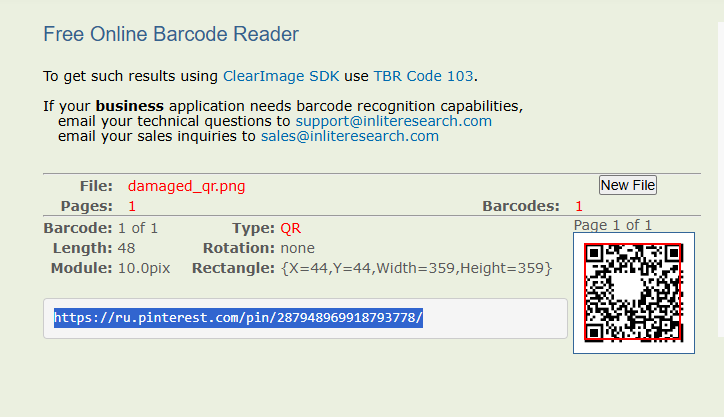 Free Online Barcode Reader
To get such results using ClearImage SDK use TBR Code 103.
If your business application needs barcode recognition capabilities,
email your technical questions to support@inliteresearch.com
email your sales inquiries to sales@inliteresearch.com
File: damaged_qr.png New File
Pages: 1 Barcodes: 1
Barcode: 1 of 1 Type: QR Page 1 of 1
Length: 48 Rotation: none
Module: 10.0pix Rectangle: {X=44,Y=44,Width=359,Height=359}
https://ru.pinterest.com/pin/287948969918793778/